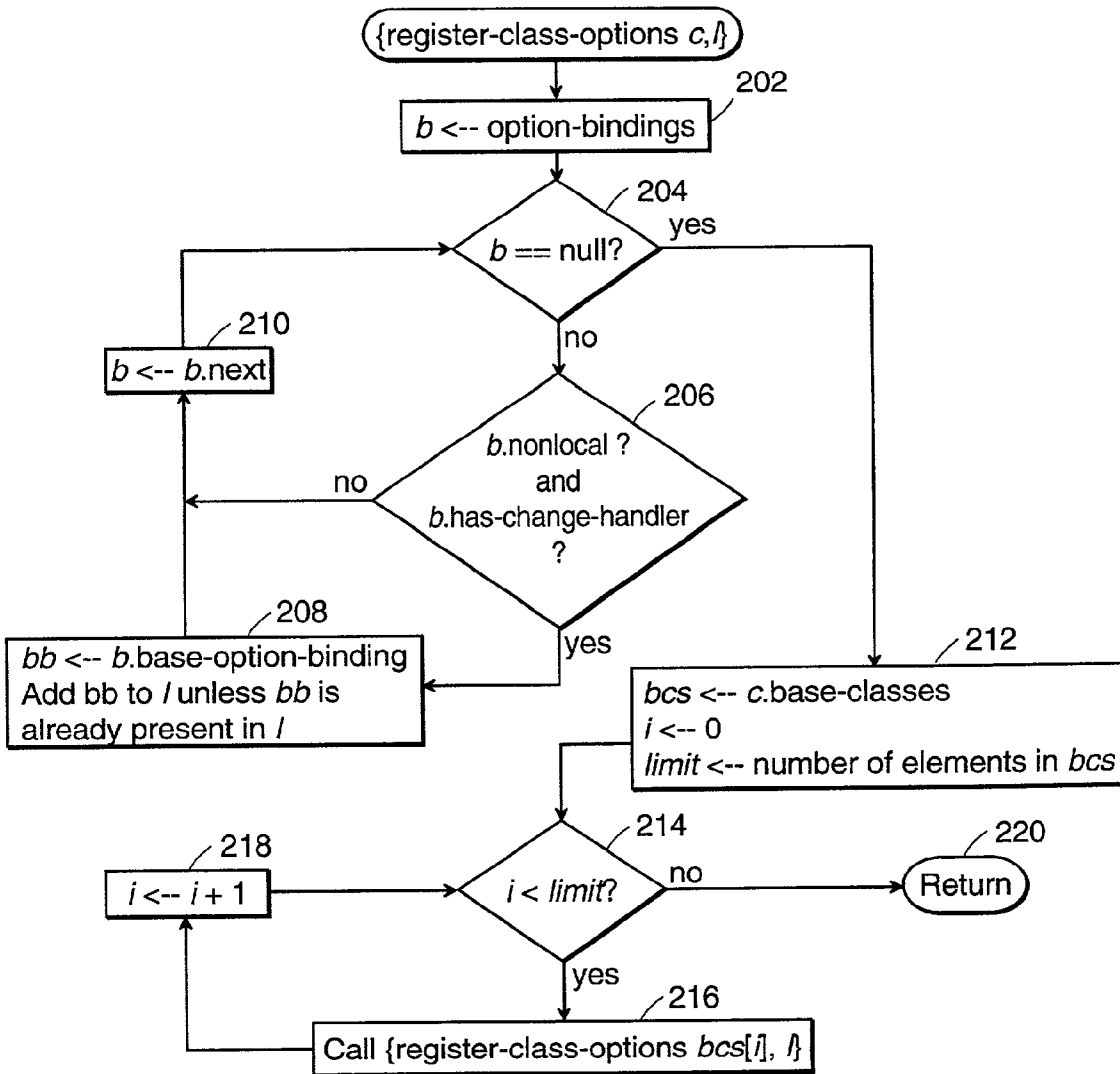 {register-class-options c,l}
202
b <-- option-bindings
204
yes
b == null?
210
no
b <-- b.next
206
b.nonlocal ?
and
b.has-change-handler
?
no
208
yes
bb <-- b.base-option-binding
Add bb to l unless bb is
already present in l
212
bcs <-- c.base-classes
i <-- 0
limit <-- number of elements in bcs
218
214
220
i <-- i + 1
i < limit?
no
Return
yes
216
Call {register-class-options bcs[i], l}